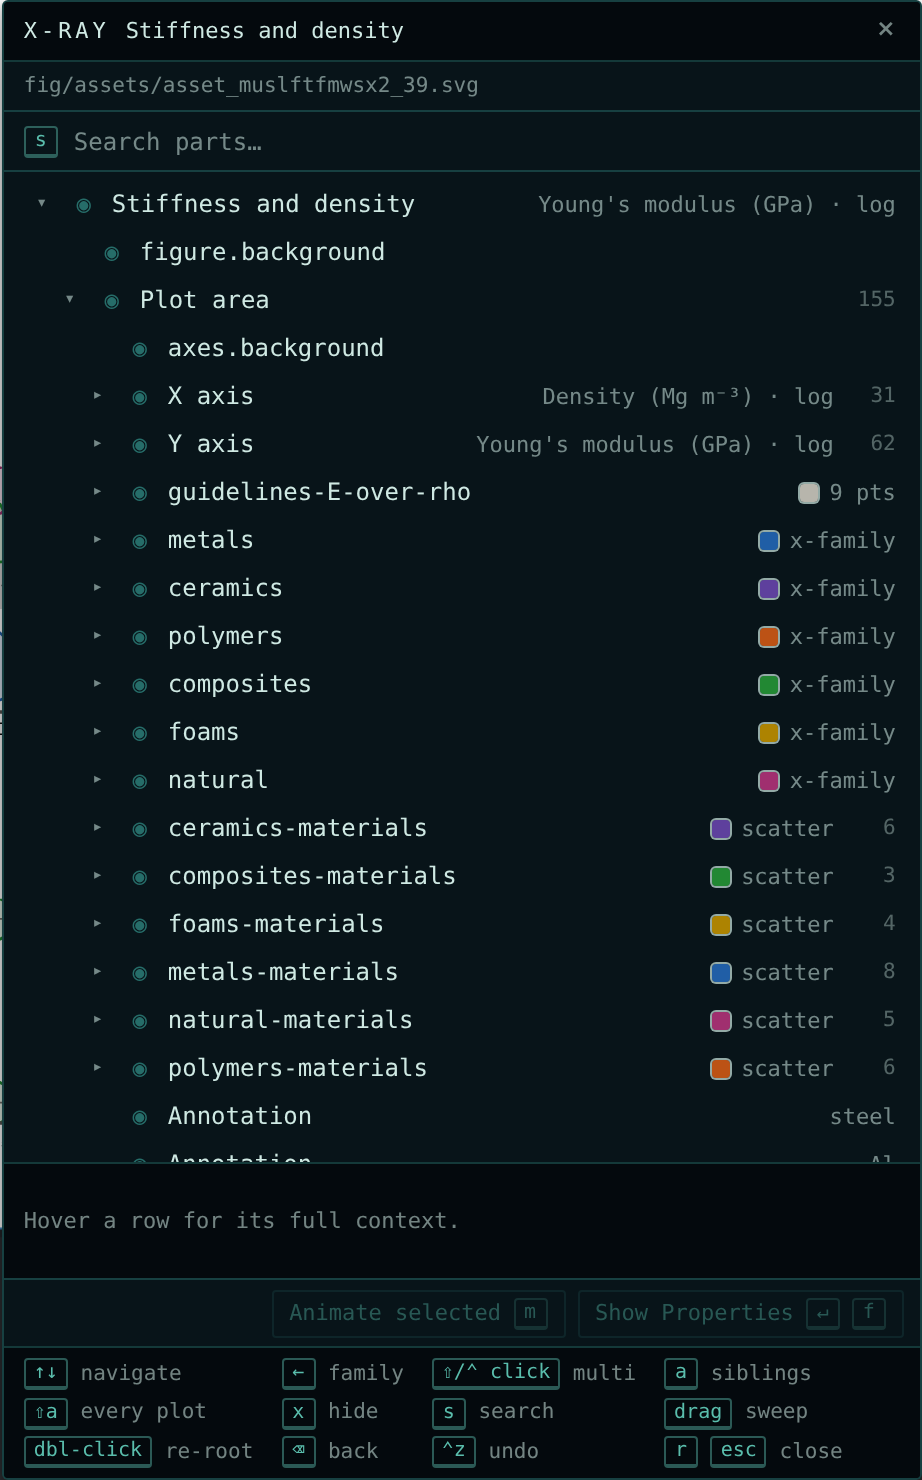 X-RAY Stiffness and density ×
fig/assets/asset_muslftfmwsx2_39.svg
s Search parts…
▾ ◉ Stiffness and density Young's modulus (GPa) · log
◉ figure.background
▾ ◉ Plot area 155
◉ axes.background
▸ ◉ X axis Density (Mg m⁻³) · log 31
▸ ◉ Y axis Young's modulus (GPa) · log 62
▸ ◉ guidelines-E-over-rho 9 pts
▸ ◉ metals x-family
▸ ◉ ceramics x-family
▸ ◉ polymers x-family
▸ ◉ composites x-family
▸ ◉ foams x-family
▸ ◉ natural x-family
▸ ◉ ceramics-materials scatter 6
▸ ◉ composites-materials scatter 3
▸ ◉ foams-materials scatter 4
▸ ◉ metals-materials scatter 8
▸ ◉ natural-materials scatter 5
▸ ◉ polymers-materials scatter 6
◉ Annotation steel
◉ Annotation Al
Hover a row for its full context.
Animate selected m Show Properties ↵ f
↑↓ navigate ← family ⇧/^ click multi a siblings
⇧a every plot x hide s search drag sweep
dbl-click re-root ⌫ back ^z undo r esc close